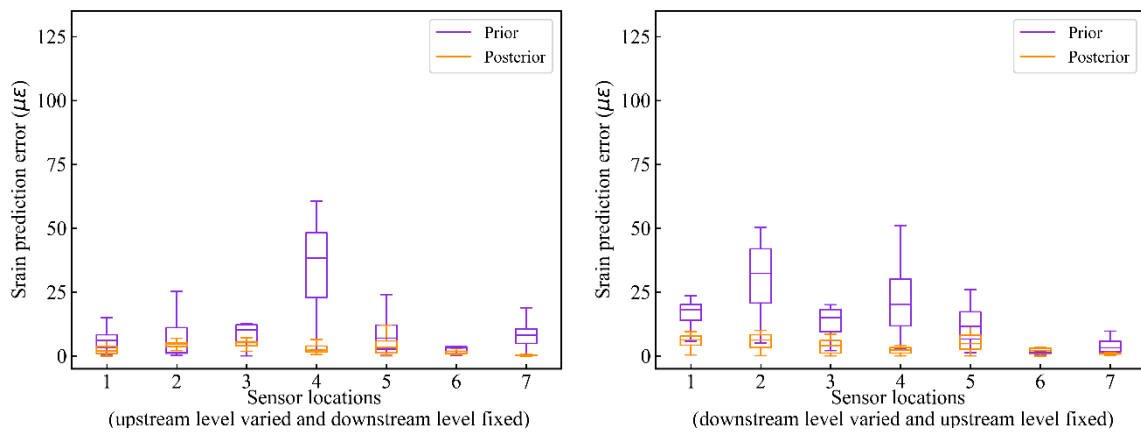 125
100
75
50
25
0
Srain prediction error (με)
Prior
Posterior
1 2 3 4 5 6 7
Sensor locations
(upstream level varied and downstream level fixed)
125
100
75
50
25
0
Srain prediction error (με)
Prior
Posterior
1 2 3 4 5 6 7
Sensor locations
(downstream level varied and upstream level fixed)